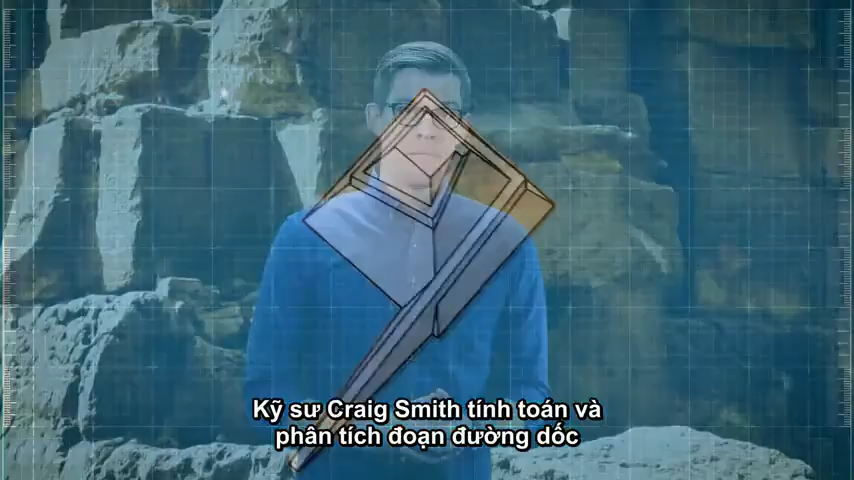 Kỹ sư Craig Smith tính toán và
phân tích đoạn đường dốc